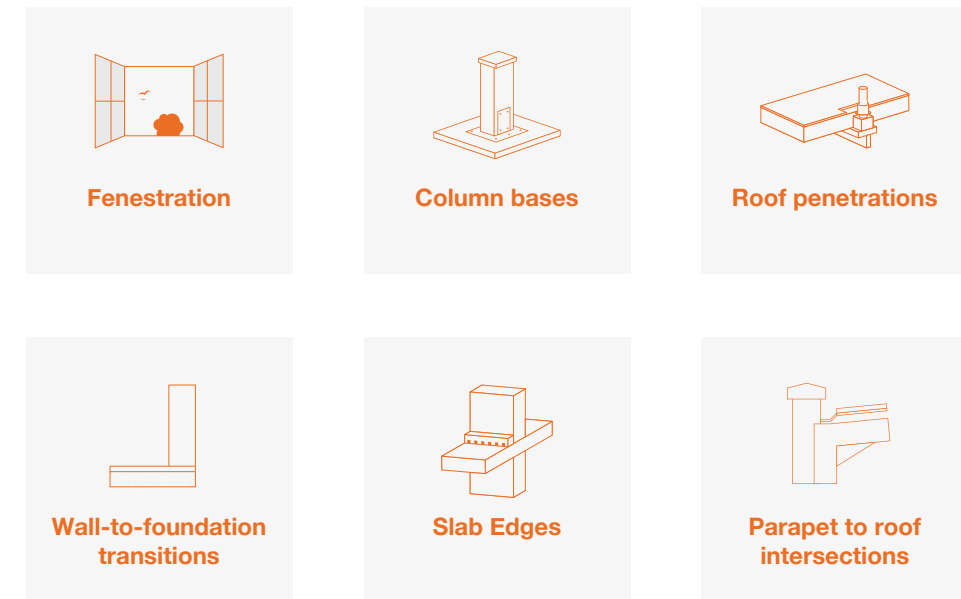 Fenestration
Column bases
Roof penetrations
Wall-to-foundation
transitions
Slab Edges
Parapet to roof
intersections